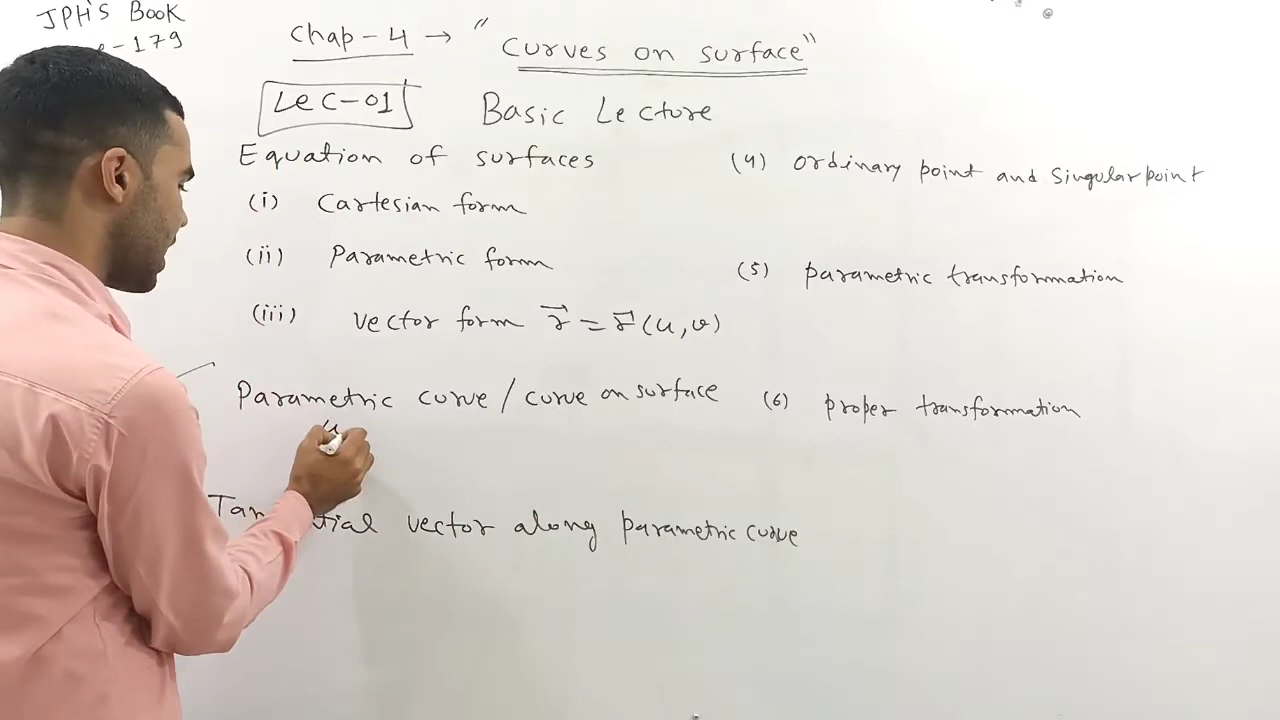 JPH'S Book
-179
Chap-4 → "Curves on surface"
Lec-01 Basic Lecture
Equation of surfaces
(i) Cartesian form
(ii) Parametric form
(iii) vector form r⃗ = r⃗ (u,v)
Parametric curve / curve on surface
vector along parametric curve
(4) ordinary point and singular point
(5) parametric transformation
(6) proper transformation